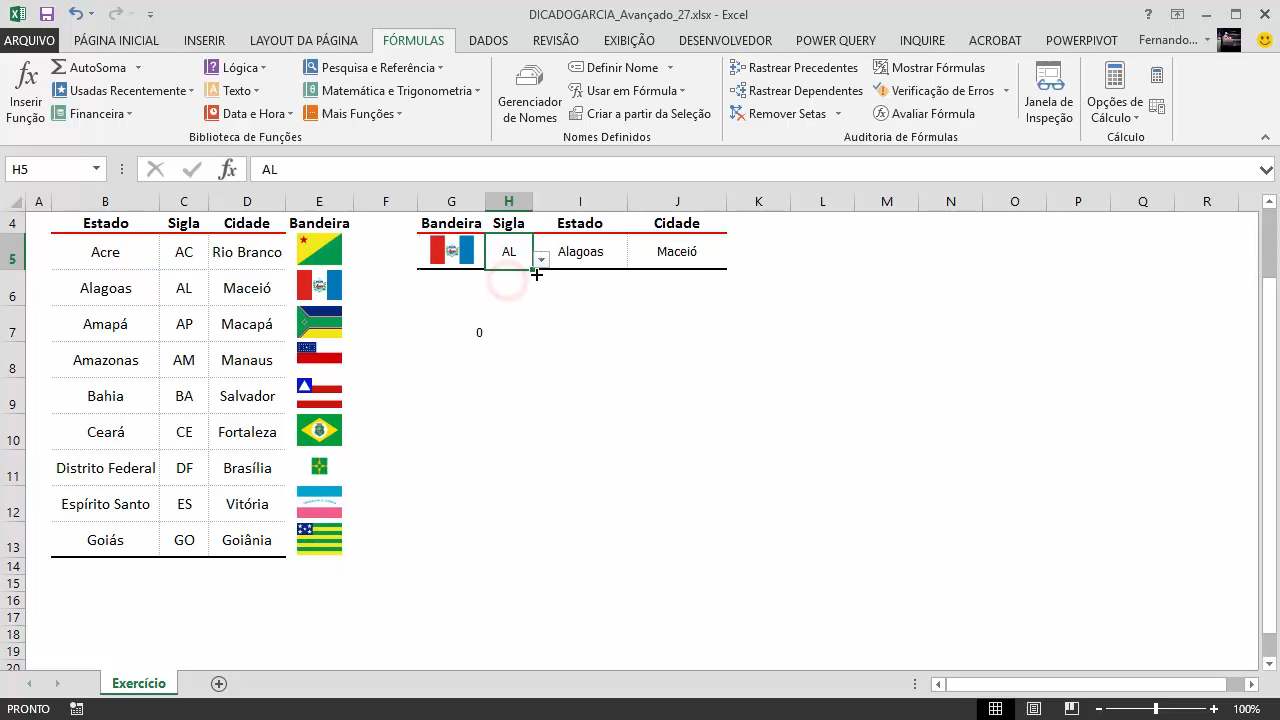 DICADOGARCIA_Avançado_27.xlsx - Excel
ARQUIVO PÁGINA INICIAL INSERIR LAYOUT DA PÁGINA FÓRMULAS DADOS REVISÃO EXIBIÇÃO DESENVOLVEDOR POWER QUERY INQUIRE ACROBAT POWERPIVOT Fernando...
AutoSoma Lógica Pesquisa e Referência Definir Nome Rastrear Precedentes Mostrar Fórmulas
Usadas Recentemente Texto Matemática e Trigonometria Usar em Fórmula Rastrear Dependentes Verificação de Erros
Financeira Data e Hora Mais Funções Criar a partir da Seleção Remover Setas Avaliar Fórmula
Inserir Função
Gerenciador de Nomes
Janela de Inspeção
Opções de Cálculo
Biblioteca de Funções Nomes Definidos Auditoria de Fórmulas Cálculo
H5 fx AL
A B C D E F G H I J K L M N O P Q R
4 Estado Sigla Cidade Bandeira Bandeira Sigla Estado Cidade
5 Acre AC Rio Branco AL Alagoas Maceió
6 Alagoas AL Maceió
7 Amapá AP Macapá 0
8 Amazonas AM Manaus
9 Bahia BA Salvador
10 Ceará CE Fortaleza
11 Distrito Federal DF Brasília
12 Espírito Santo ES Vitória
13 Goiás GO Goiânia
14
15
16
17
18
19
20
Exercício
PRONTO 100%